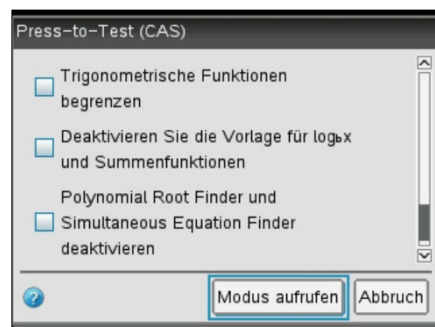 Press-to-Test (CAS)
Trigonometrische Funktionen
begrenzen
Deaktivieren Sie die Vorlage für logьx
und Summenfunktionen
Polynomial Root Finder und
Simultaneous Equation Finder
deaktivieren
?
Modus aufrufen
Abbruch